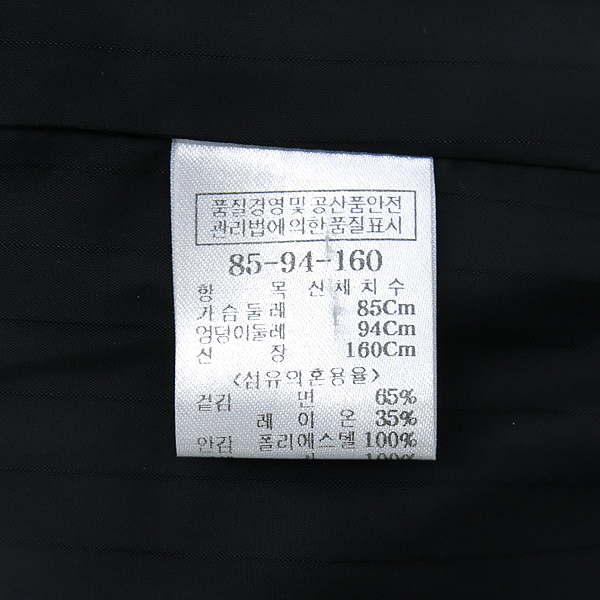 품질경영및공산품안전
관리법에의한품질표시
85-94-160
항 목 신체치수
가슴둘레 85Cm
엉덩이둘레 94Cm
신 장 160Cm
<섬유의혼용율>
겉감 면 65%
레 이 온 35%
안감 폴리에스텔 100%
100%